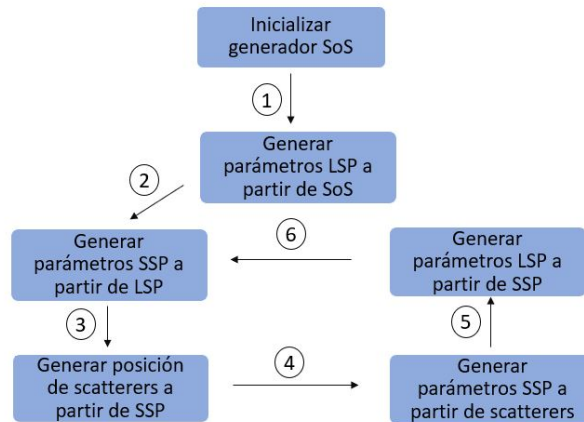 Inicializar
generador SoS
1
Generar
parámetros LSP a
partir de SoS
2
Generar
parámetros SSP a
partir de LSP
3
Generar posición
de scatterers a
partir de SSP
4
Generar
parámetros SSP a
partir de scatterers
5
Generar
parámetros LSP a
partir de SSP
6